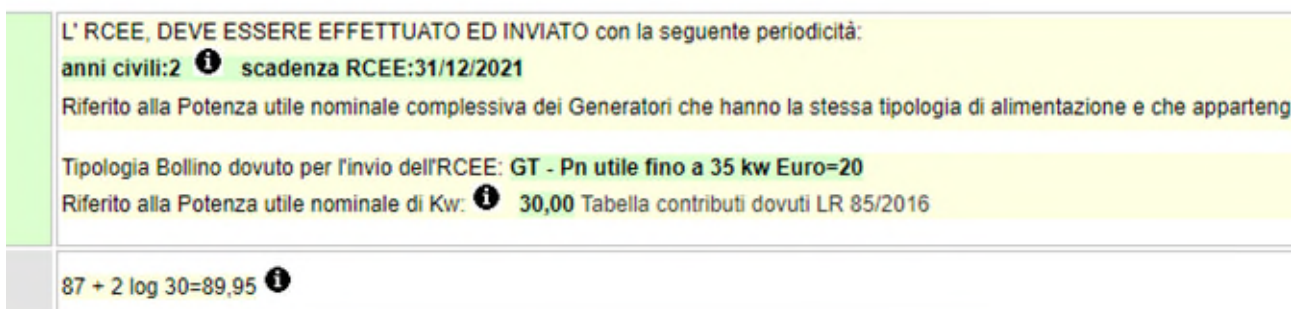 L' RCEE, DEVE ESSERE EFFETTUATO ED INVIATO con la seguente periodicità:
anni civili:2 scadenza RCEE:31/12/2021
Riferito alla Potenza utile nominale complessiva dei Generatori che hanno la stessa tipologia di alimentazione e che apparteng
Tipologia Bollino dovuto per l'invio dell'RCEE: GT - Pn utile fino a 35 kw Euro=20
Riferito alla Potenza utile nominale di Kw: 30,00 Tabella contributi dovuti LR 85/2016
87 + 2 log 30=89,95